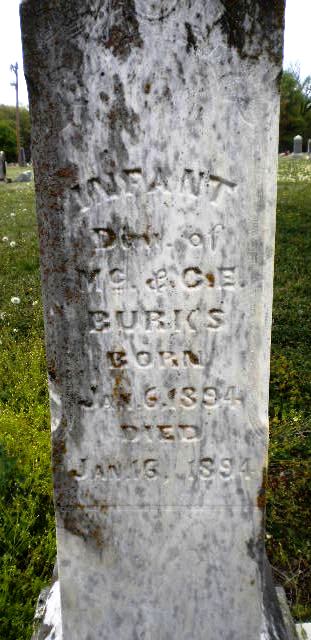 INFANT
Dau. of
M.C. & C.E.
BURKS
BORN
JAN. 6. 1894
DIED
JAN. 16, 1894